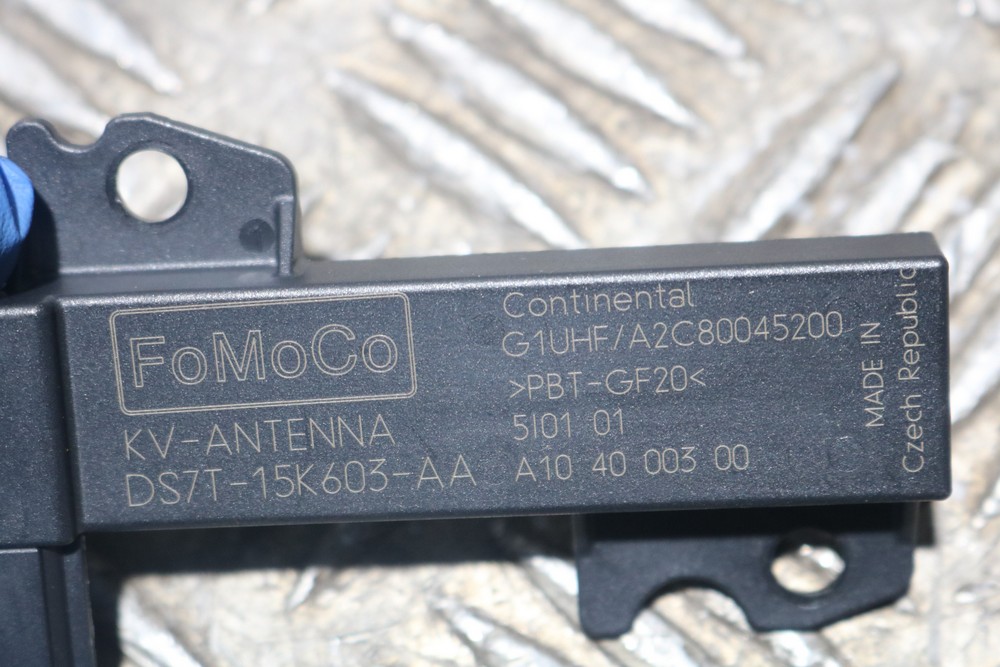 FoMoCo
KV-ANTENNA
DS7T-15K603-AA
Continental
G1UHF/A2C80045200
>PBT-GF20<
5I01 01
A10 40 003 00
MADE IN
Czech Republic